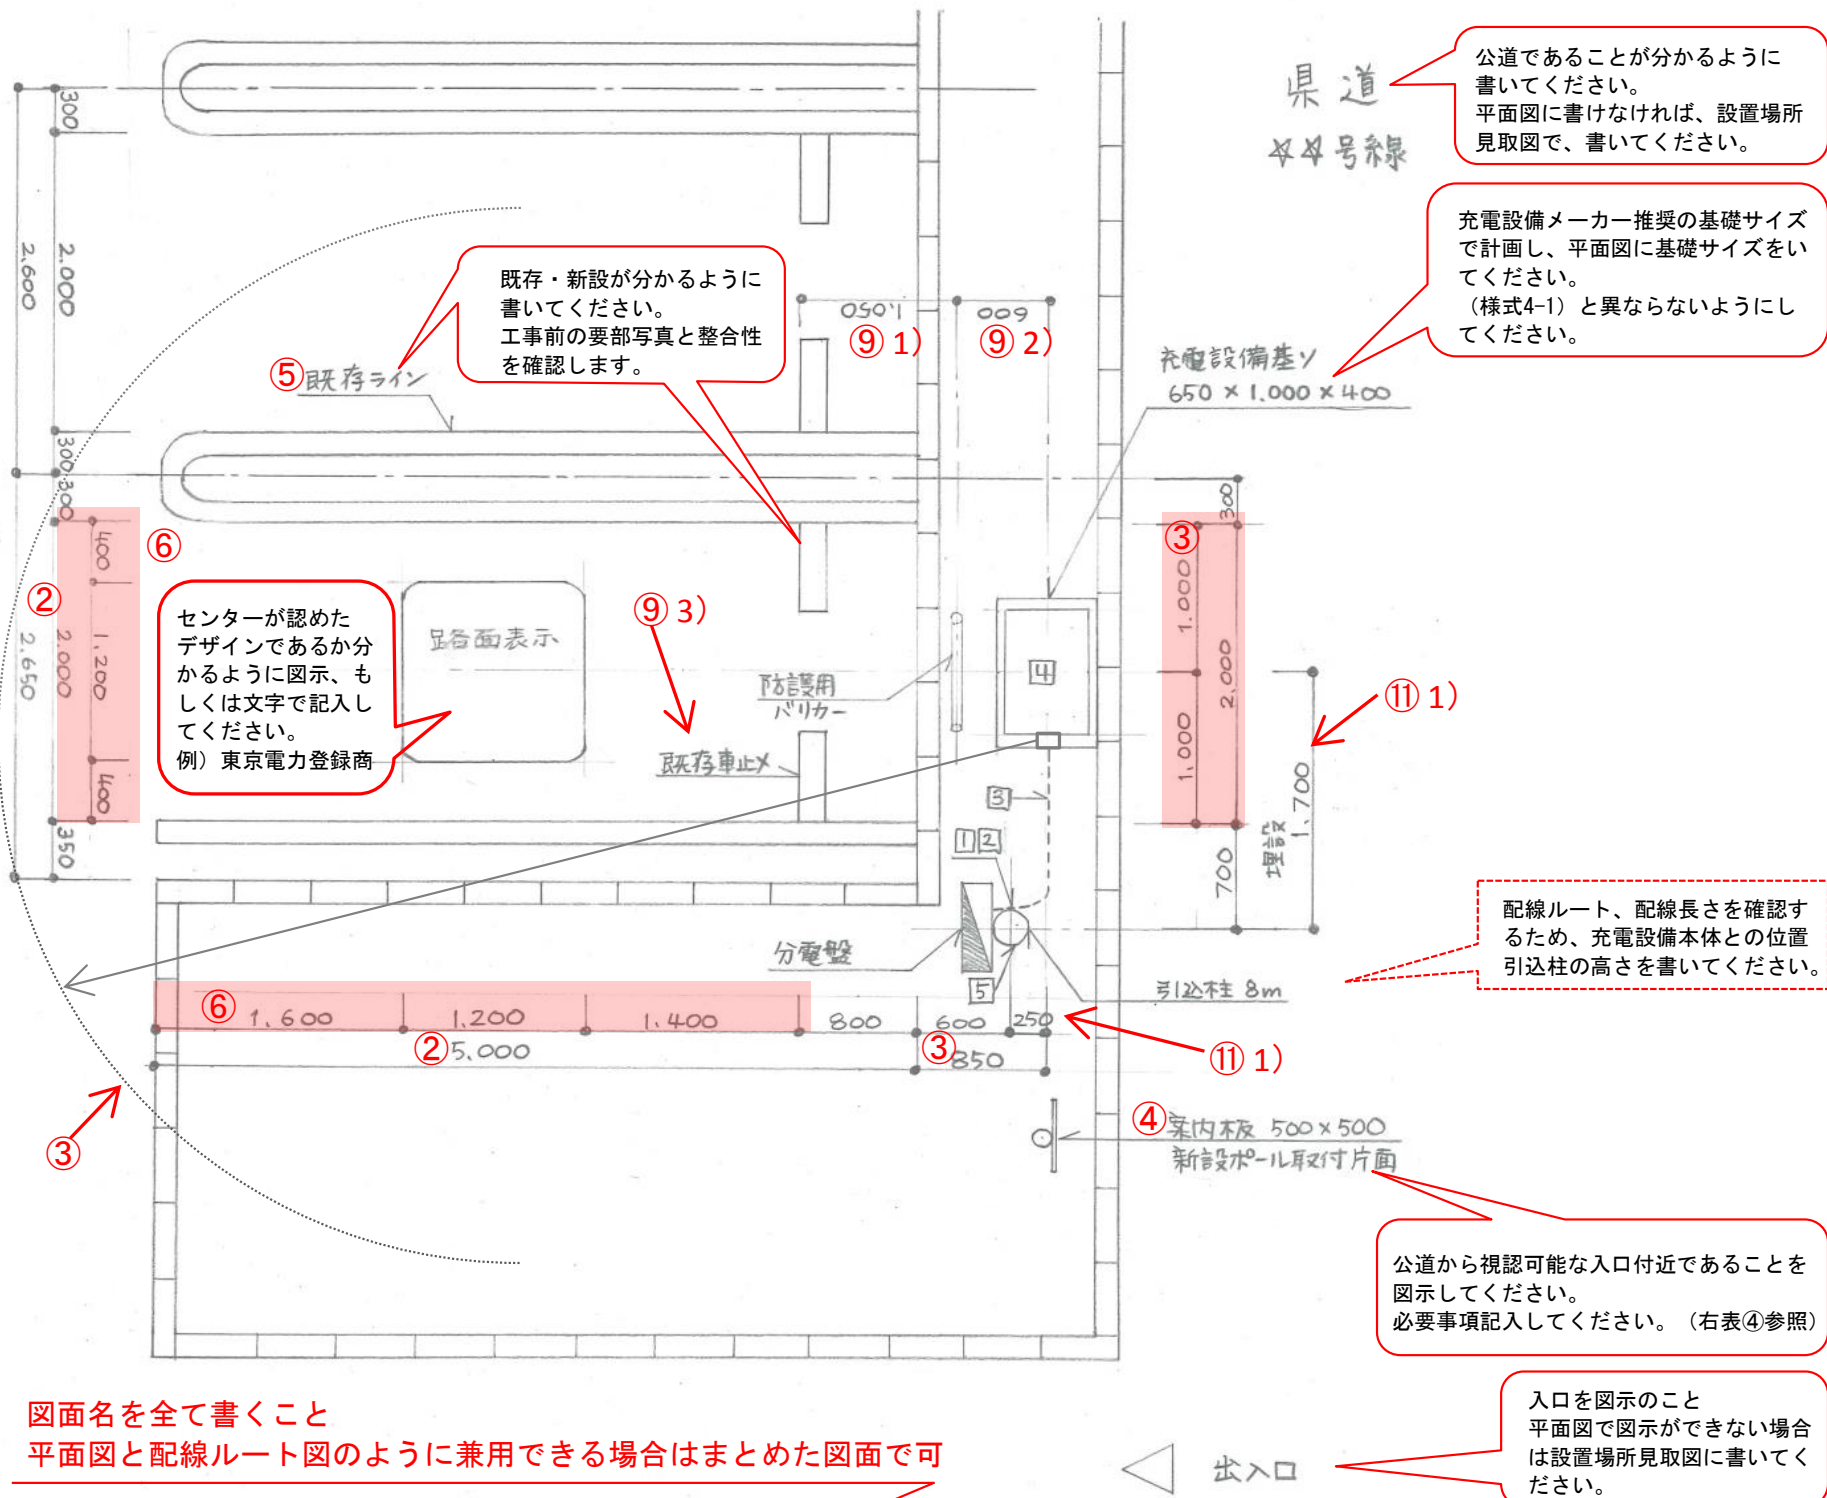 県道
☆☆号線
公道であることが分かるように
書いてください。
平面図に書けなければ、設置場所
見取図で、書いてください。
充電設備メーカー推奨の基礎サイズ
で計画し、平面図に基礎サイズをい
てください。
（様式4-1）と異ならないようにし
てください。
充電設備基ソ
650×1.000×400
既存・新設が分かるように
書いてください。
工事前の要部写真と整合性
を確認します。
⑤既存ライン
1.050
600
⑨1）
⑨2）
300
2.000
2.600
300
300
⑥
400
②
1.200
2.000
2.650
400
350
センターが認めた
デザインであるか分
かるように図示、も
しくは文字で記入し
てください。
例）東京電力登録商
路面表示
⑨3）
防護用
バリカー
既存車止メ
4
3
1 2
5
300
③
1.000
2.000
1.000
700
埋設
1.700
⑪1）
分電盤
引込柱 8m
配線ルート、配線長さを確認す
るため、充電設備本体との位置
引込柱の高さを書いてください。
⑥
1.600
1.200
1.400
800
600
250
②5.000
③850
⑪1）
③
④案内板 500×500
新設ポール取付片面
公道から視認可能な入口付近であることを
図示してください。
必要事項記入してください。（右表④参照）
図面名を全て書くこと
平面図と配線ルート図のように兼用できる場合はまとめた図面で可
出入口
入口を図示のこと
平面図で図示ができない場合
は設置場所見取図に書いてく
ださい。